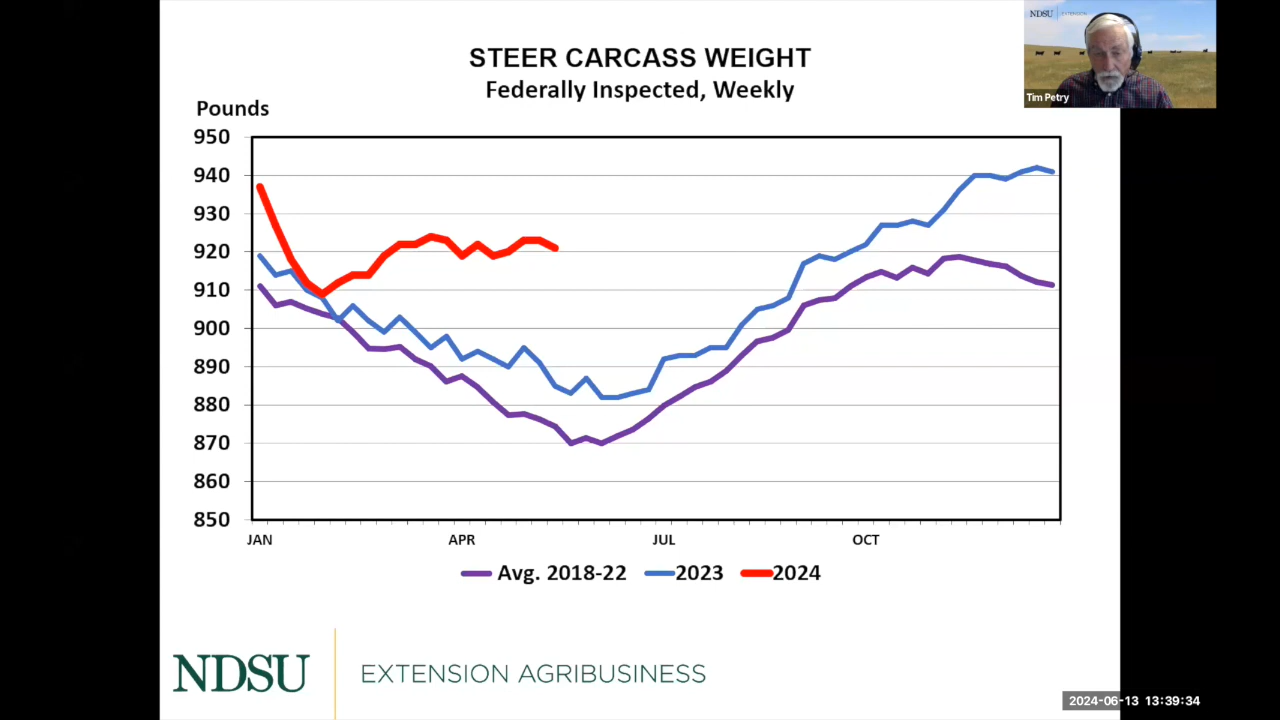 NDSU EXTENSION
Tim Petry
STEER CARCASS WEIGHT
Federally Inspected, Weekly
Pounds
950
940
930
920
910
900
890
880
870
860
850
JAN APR JUL OCT
Avg. 2018-22 2023 2024
NDSU EXTENSION AGRIBUSINESS
2024-06-13 13:39:34